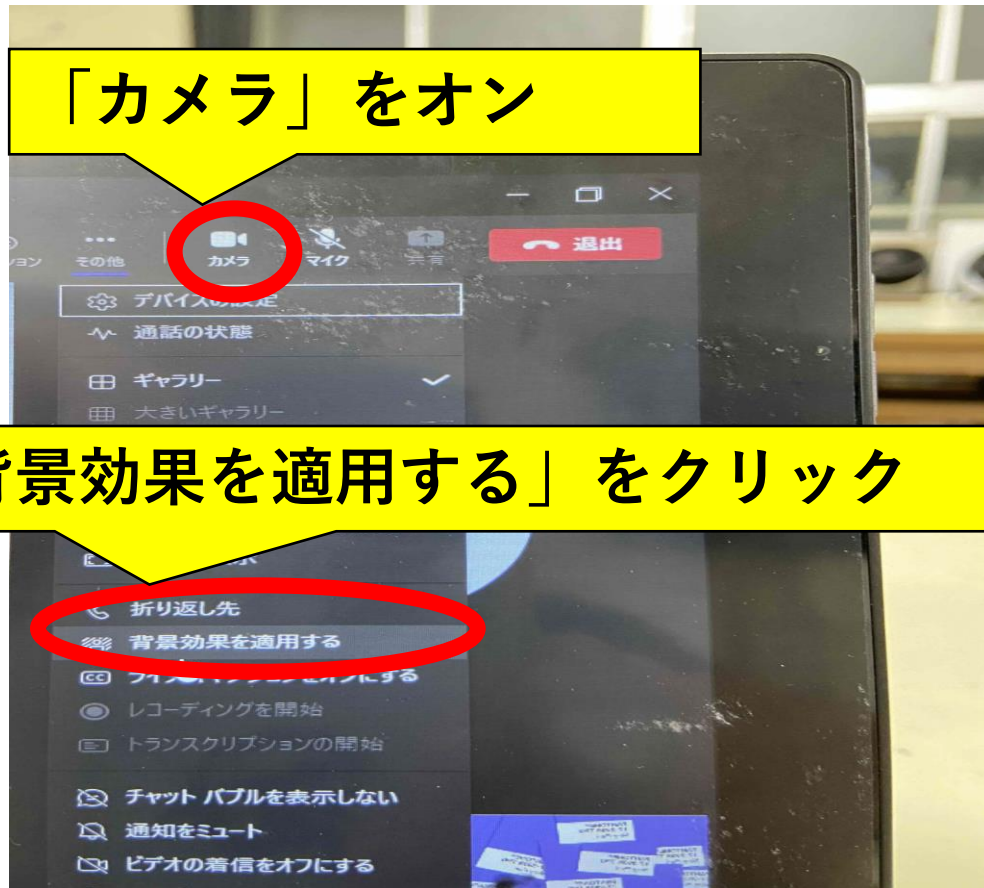 「カメラ」をオン
ョン その他 カメラ マイク 共有 退出
デバイスの設定
通話の状態
ギャラリー
大きいギャラリー
背景効果を適用する」をクリック
折り返し先
背景効果を適用する
CC
レコーディングを開始
トランスクリプションの開始
チャット バブルを表示しない
通知をミュート
ビデオの着信をオフにする